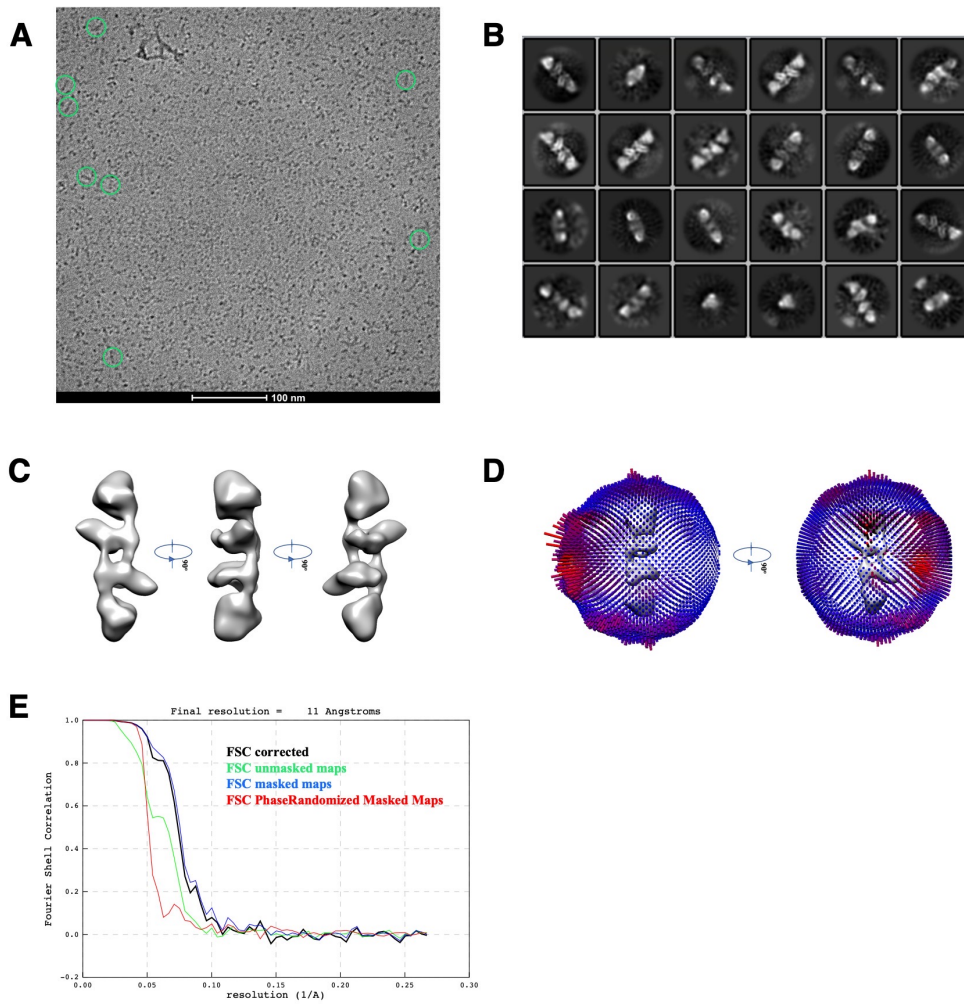 A
B
100 nm
C
90°
90°
D
90°
E
Final resolution = 11 Angstroms
FSC corrected
FSC unmasked maps
FSC masked maps
FSC PhaseRandomized Masked Maps
Fourier Shell Correlation
1.0
0.8
0.6
0.4
0.2
0.0
-0.2
0.00
0.05
0.10
0.15
0.20
0.25
0.30
resolution (1/A)